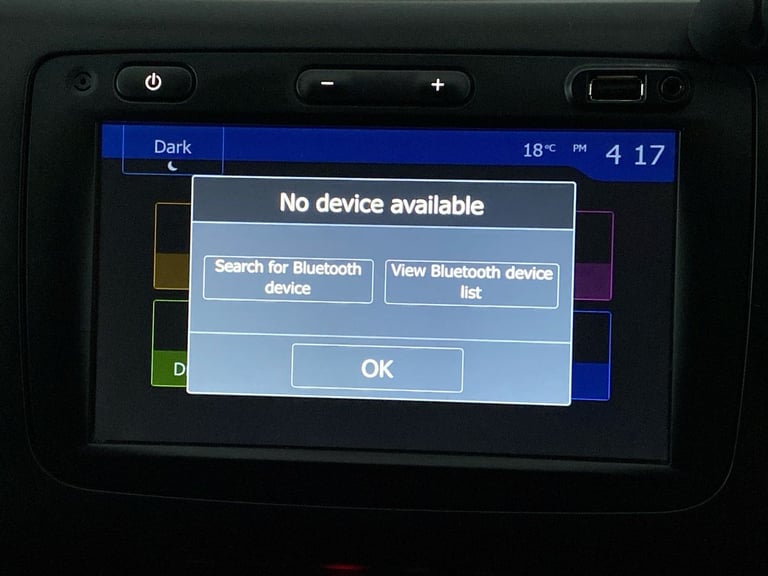 − +
Dark
18°C PM 4 17
No device available
Search for Bluetooth
device
View Bluetooth device
list
D
OK